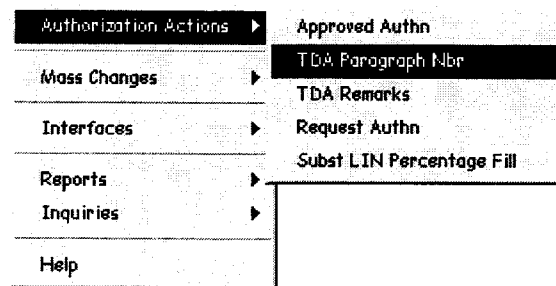 Authorization Actions
Mass Changes
Interfaces
Reports
Inquiries
Help
Approved Authn
TDA Paragraph Nbr
TDA Remarks
Request Authn
Subst LIN Percentage Fill